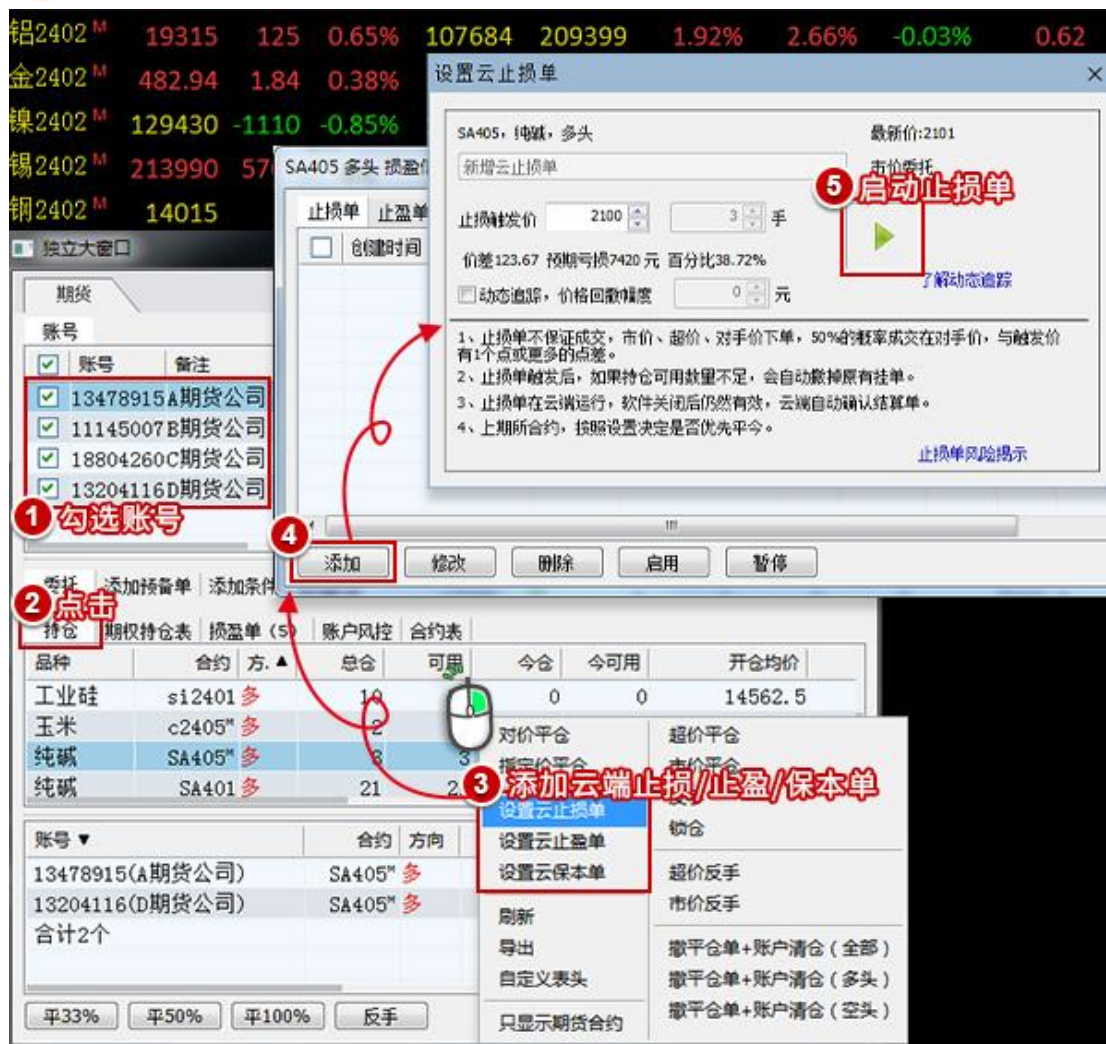 铝2402 M 19315 125 0.65% 107684 209399 1.92% 2.66% -0.03% 0.62
金2402 M 482.94 1.84 0.38%
镍2402 M 129430 -1110 -0.85%
锡2402 M 213990 57
钢2402 M 14015
设置云止损单
SA405，纯碱，多头 最新价:2101
新增云止损单 市价委托
5 启动止损单
止损触发价 2100 3 手
价差123.67 预期亏损7420 元 百分比38.72%
了解动态追踪
动态追踪，价格回撤幅度 0 元
1、止损单不保证成交，市价、超价、对手价下单，50%的概率成交在对手价，与触发价
有1个点或更多的点差。
2、止损单触发后，如果持仓可用数量不足，会自动撤掉原有挂单。
3、止损单在云端运行，软件关闭后仍然有效，云端自动确认结算单。
4、上期所合约，按照设置决定是否优先平今。
止损单风险揭示
SA405 多头 损盈
止损单 止盈单
创建时间
4
添加 修改 删除 启用 暂停
独立大窗口
期货
账号
账号 备注
13478915 A期货公司
11145007 B期货公司
18804260 C期货公司
13204116 D期货公司
1 勾选账号
委托 添加预备单 添加条件
2 点击
持仓 期权持仓表 损盈单（5） 账户风控 合约表
品种 合约 方.▲ 总仓 可用 今仓 今可用 开仓均价
工业硅 si2401 多 10 0 0 14562.5
玉米 c2405M 多 2
纯碱 SA405M 多 3 3
纯碱 SA401 多 21 2
3 添加云端止损/止盈/保本单
对价平仓 超价平仓
指定价平仓 市价平仓
设置云止损单
锁仓
设置云止盈单
设置云保本单 超价反手
市价反手
刷新
导出 撤平仓单+账户清仓（全部）
自定义表头 撤平仓单+账户清仓（多头）
只显示期货合约 撤平仓单+账户清仓（空头）
账号▼ 合约 方向
13478915(A期货公司) SA405M 多
13204116(D期货公司) SA405M 多
合计2个
平33% 平50% 平100% 反手